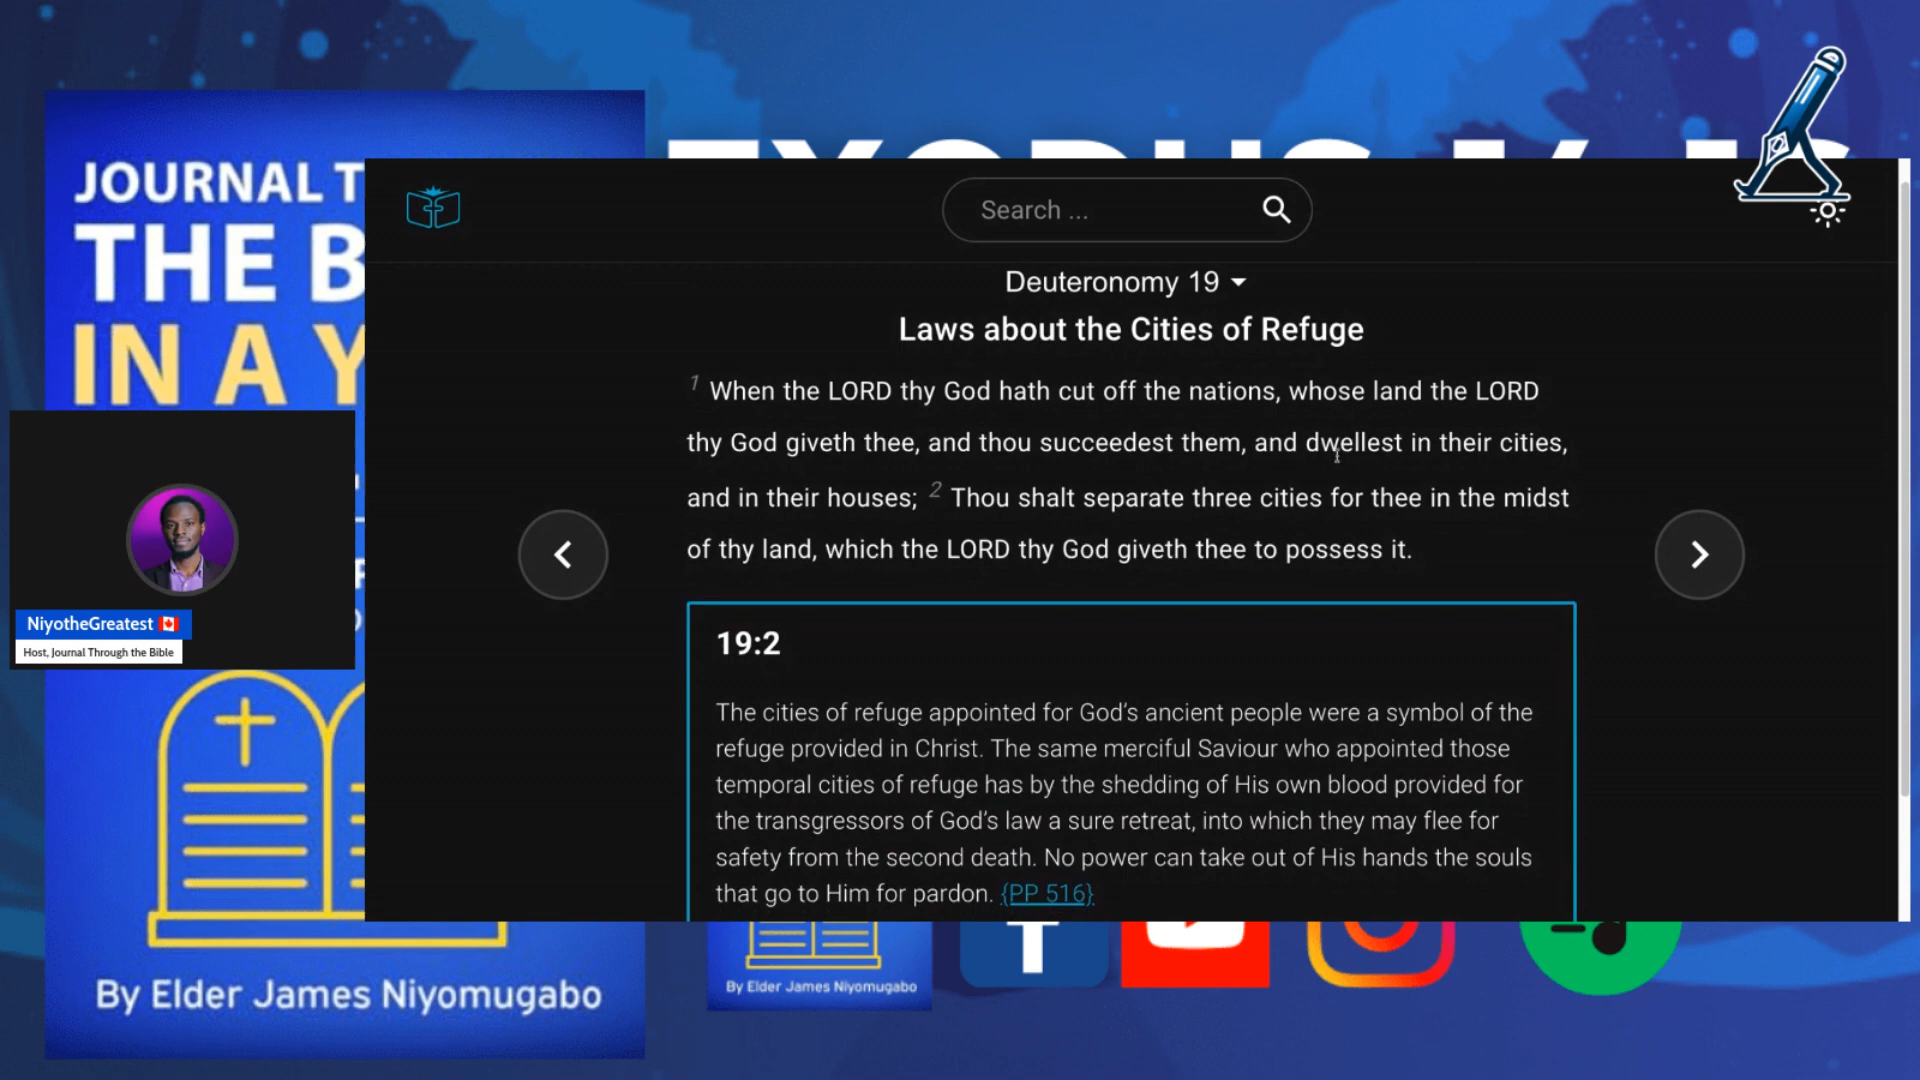 JOURNAL T
THE B
IN A Y
By Elder James Niyomugabo
NiyotheGreatest
Host, Journal Through the Bible
Search ...
Deuteronomy 19
Laws about the Cities of Refuge
1 When the LORD thy God hath cut off the nations, whose land the LORD
thy God giveth thee, and thou succeedest them, and dwellest in their cities,
and in their houses; 2 Thou shalt separate three cities for thee in the midst
of thy land, which the LORD thy God giveth thee to possess it.
19:2
The cities of refuge appointed for God's ancient people were a symbol of the
refuge provided in Christ. The same merciful Saviour who appointed those
temporal cities of refuge has by the shedding of His own blood provided for
the transgressors of God's law a sure retreat, into which they may flee for
safety from the second death. No power can take out of His hands the souls
that go to Him for pardon. {PP 516}
By Elder James Niyomugabo